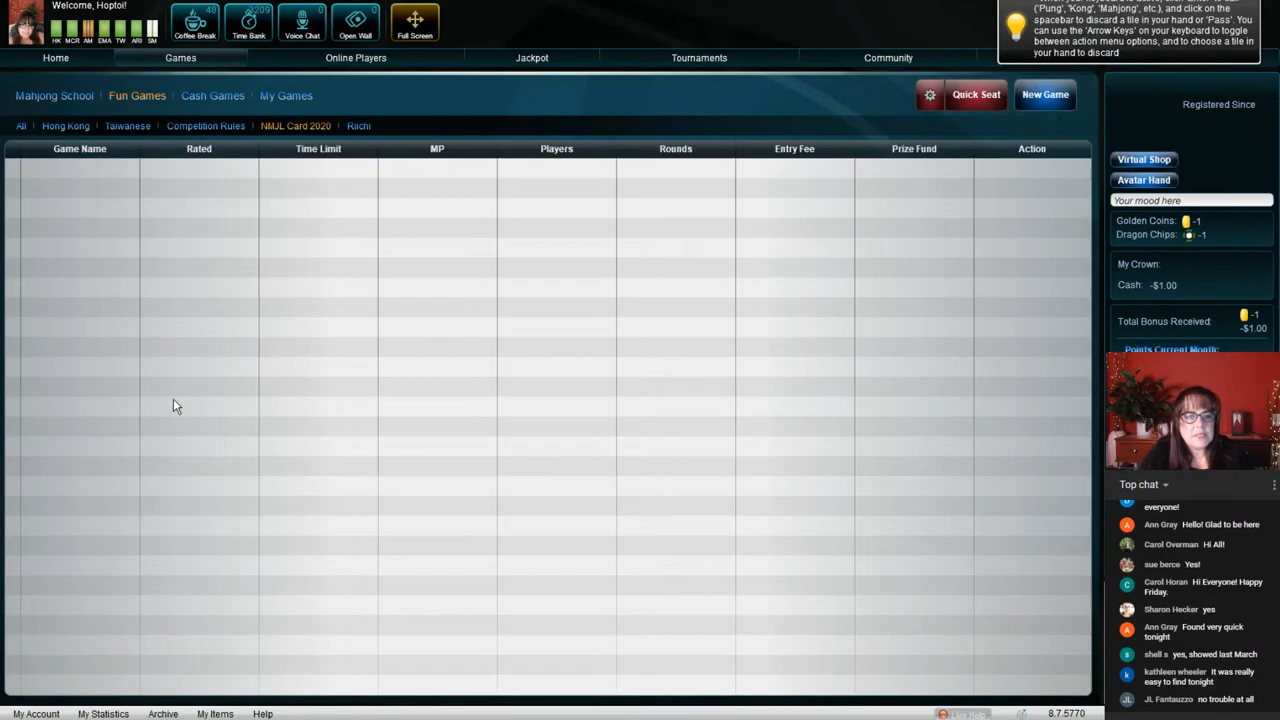 Welcome, Hoptoi!
HK MCR AM EMA TW ARI SM
48
Coffee Break
2209
Time Bank
0
Voice Chat
0
Open Wall
Full Screen
('Pung', 'Kong', 'Mahjong', etc.), and click on the
spacebar to discard a tile in your hand or 'Pass'. You
can use the 'Arrow Keys' on your keyboard to toggle
between action menu options, and to choose a tile in
your hand to discard
Home Games Online Players Jackpot Tournaments Community
Mahjong School Fun Games Cash Games My Games
Quick Seat New Game
All Hong Kong Taiwanese Competition Rules NMJL Card 2020 Riichi
Game Name Rated Time Limit MP Players Rounds Entry Fee Prize Fund Action
Registered Since
Virtual Shop
Avatar Hand
Your mood here
Golden Coins: -1
Dragon Chips: -1
My Crown:
Cash: -$1.00
Total Bonus Received: -1
-$1.00
Points Current Month:
Top chat
everyone!
Ann Gray Hello! Glad to be here
Carol Overman Hi All!
sue berce Yes!
Carol Horan Hi Everyone! Happy
Friday.
Sharon Hecker yes
Ann Gray Found very quick
tonight
shell s yes, showed last March
kathleen wheeler It was really
easy to find tonight
JL Fantauzzo no trouble at all
My Account My Statistics Archive My Items Help
Live Help
8.7.5770